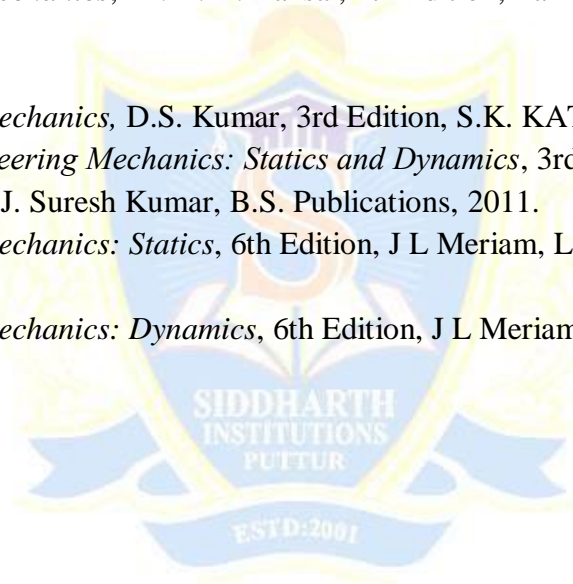 echanics, D.S. Kumar, 3rd Edition, S.K. KAT
eering Mechanics: Statics and Dynamics, 3rd
J. Suresh Kumar, B.S. Publications, 2011.
echanics: Statics, 6th Edition, J L Meriam, L
echanics: Dynamics, 6th Edition, J L Meriam
S
SIDDHARTH
INSTITUTIONS
PUTTUR
ESTD:2001